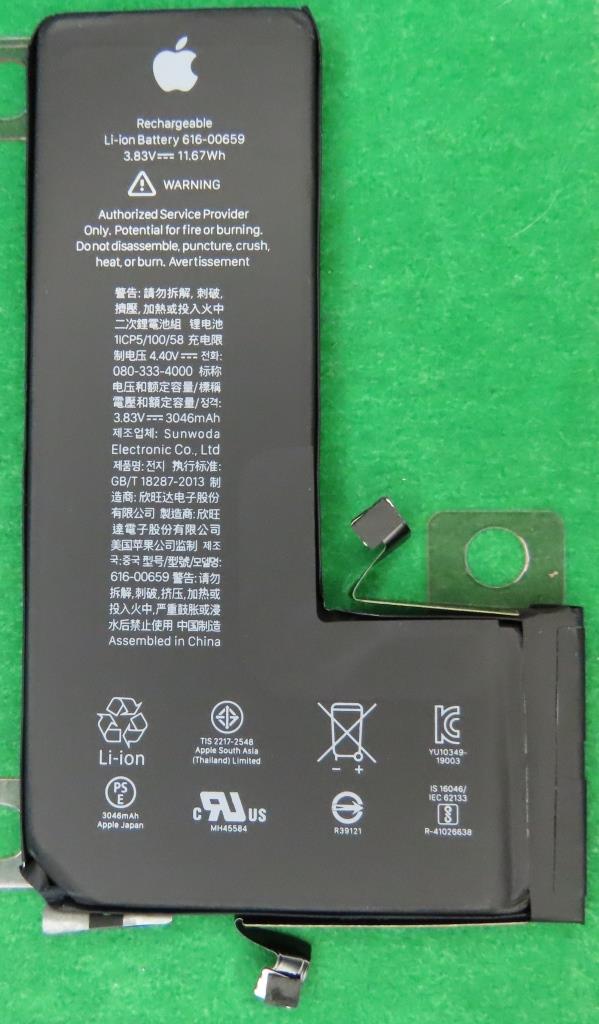 Rechargeable
Li-ion Battery 616-00659
3.83V⎓ 11.67Wh
WARNING
Authorized Service Provider
Only. Potential for fire or burning.
Do not disassemble, puncture, crush,
heat, or burn. Avertissement
警告: 請勿拆解, 刺破,
擠壓, 加熱或投入火中
二次鋰電池組 锂电池
1ICP5/100/58 充电限
制电压 4.40V⎓ 전화:
080-333-4000 标称
电压和额定容量/標稱
電壓和額定容量/정격:
3.83V⎓ 3046mAh
제조업체: Sunwoda
Electronic Co., Ltd
제품명: 전지 执行标准:
GB/T 18287-2013 制
造商: 欣旺达电子股份
有限公司 製造商: 欣旺
達電子股份有限公司
美国苹果公司监制 제조
국:중국 型号/型號/모델명:
616-00659 警告: 请勿
拆解,刺破,挤压,加热或
投入火中,严重鼓胀或浸
水后禁止使用 中国制造
Assembled in China
Li-ion
TIS 2217-2548
Apple South Asia
(Thailand) Limited
YU10349-
19003
PS
E
3046mAh
Apple Japan
c RU US
MH45584
R39121
IS 16046/
IEC 62133
R-41026638